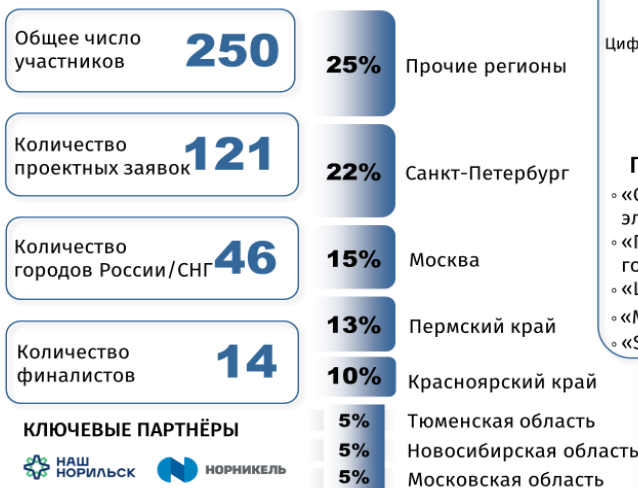 Общее число
участников
250
Количество
проектных заявок
121
Количество
городов России/СНГ
46
Количество
финалистов
14
КЛЮЧЕВЫЕ ПАРТНЁРЫ
НАШ
НОРИЛЬСК
НОРНИКЕЛЬ
25% Прочие регионы
22% Санкт-Петербург
15% Москва
13% Пермский край
10% Красноярский край
5% Тюменская область
5% Новосибирская область
5% Московская область